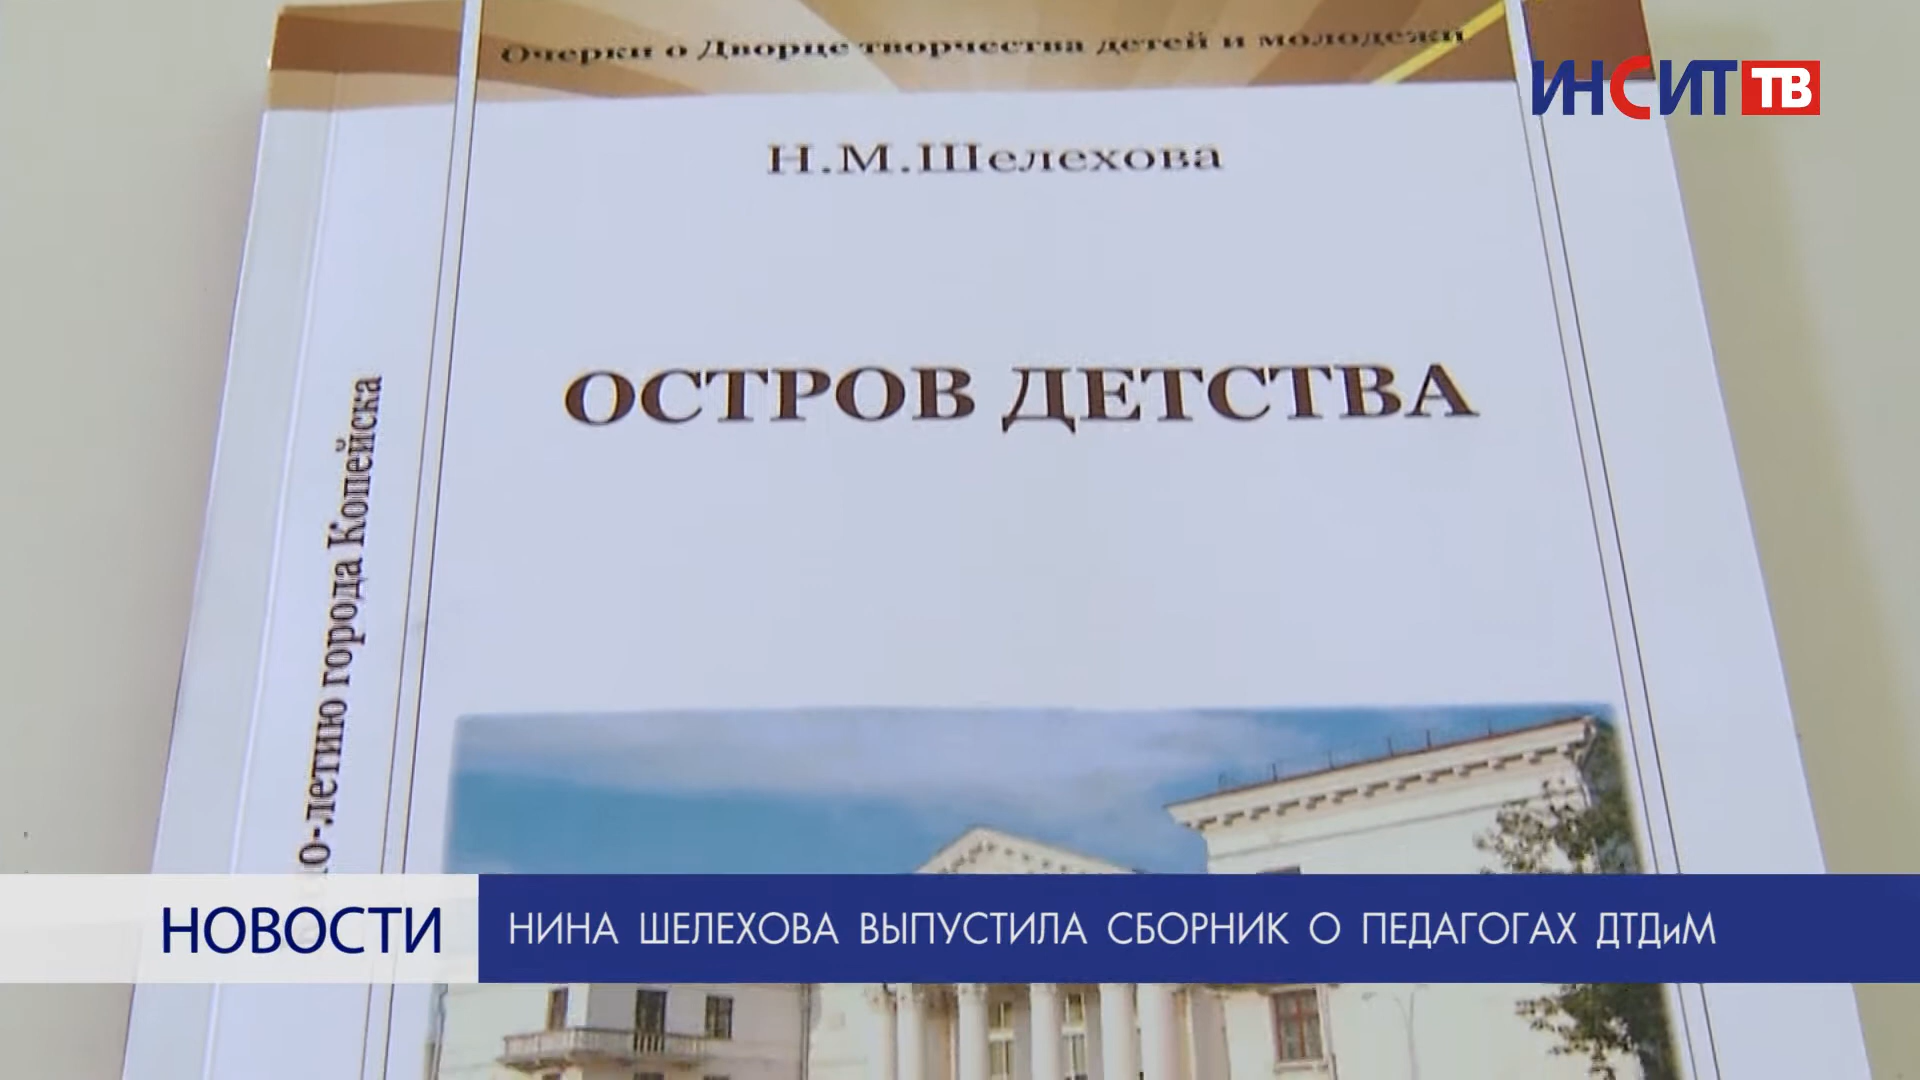 Очерки о Дворце творчества детей и молодежи
ИНСИТ ТВ
Н.М.Шелехова
ОСТРОВ ДЕТСТВА
-летию города Копейска
НОВОСТИ
НИНА ШЕЛЕХОВА ВЫПУСТИЛА СБОРНИК О ПЕДАГОГАХ ДТДиМ